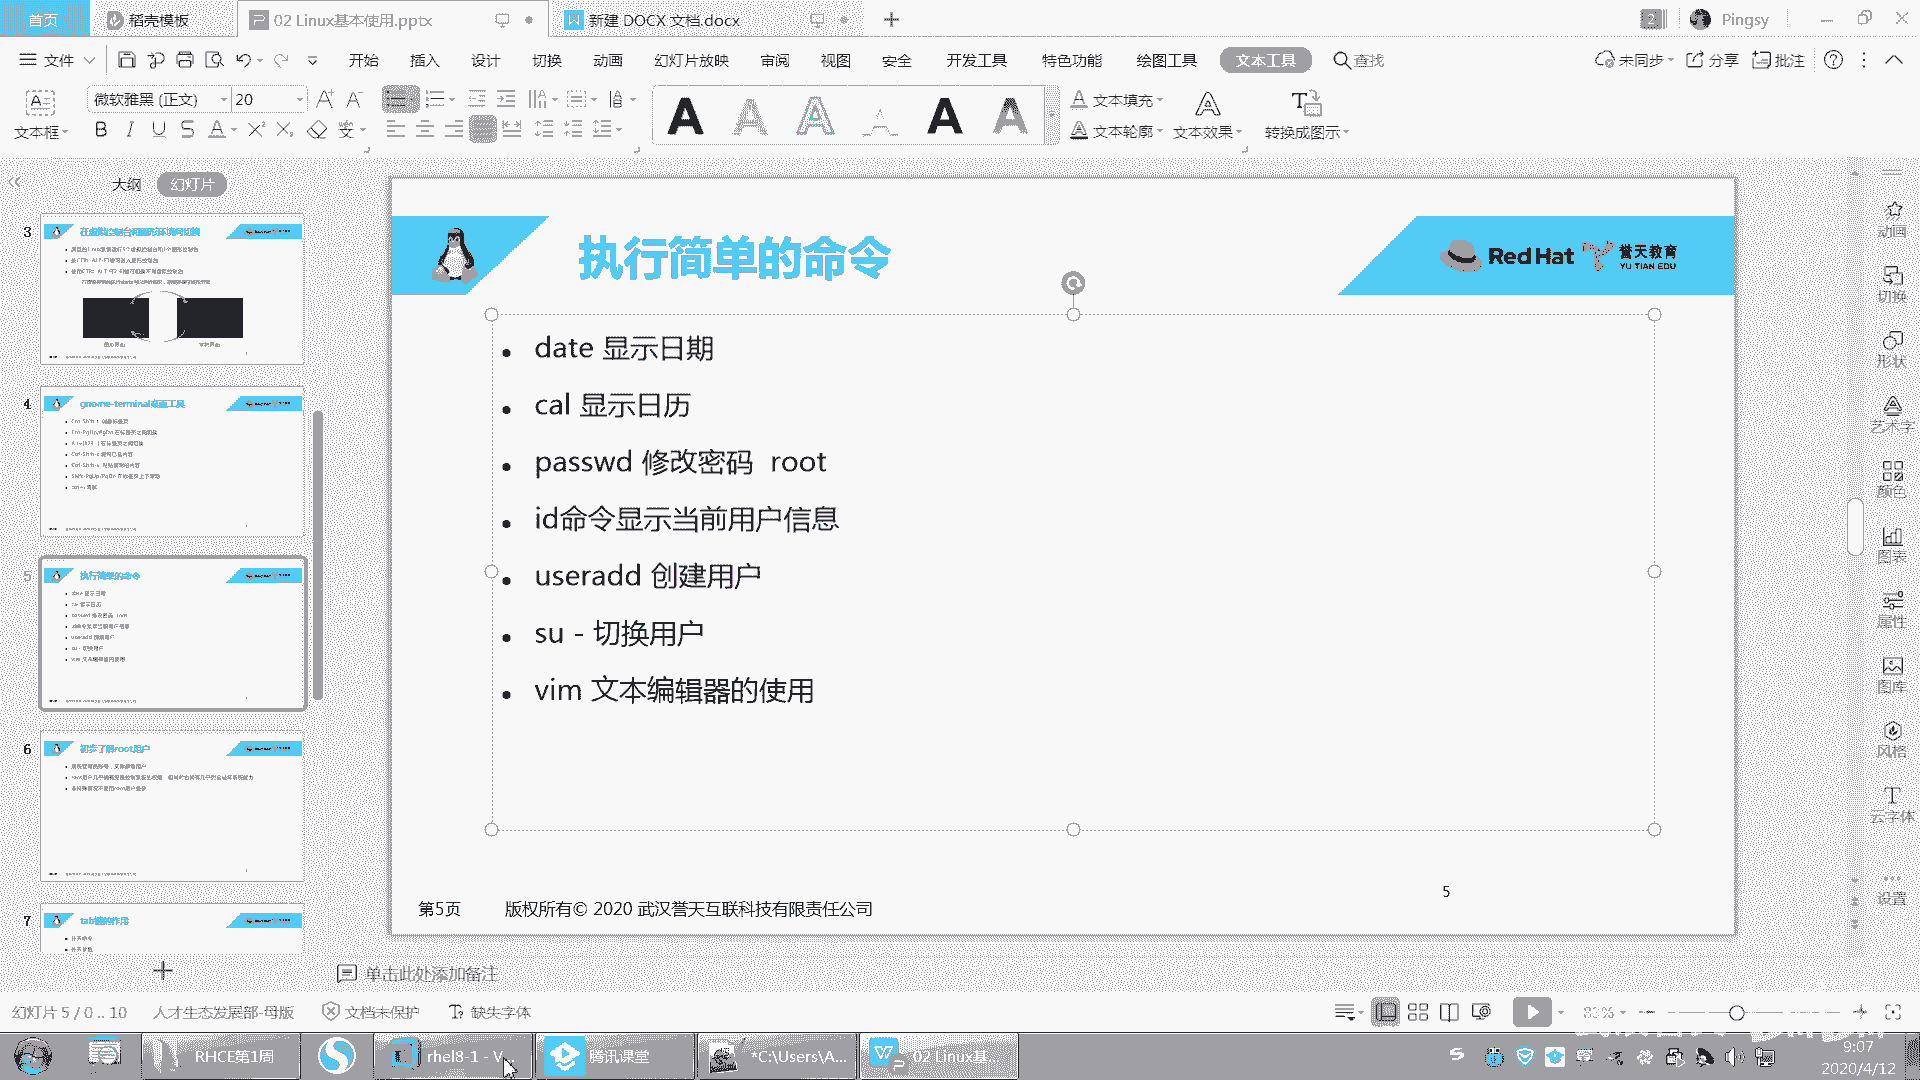 首页
稻壳模板
02 Linux基本使用.pptx
新建 DOCX 文档.docx
2
Pingsy
文件
开始
插入
设计
切换
动画
幻灯片放映
审阅
视图
安全
开发工具
特色功能
绘图工具
文本工具
查找
未同步
分享
批注
文本框
微软雅黑 (正文)
20
文本填充
文本轮廓
文本效果
转换成图示
大纲
幻灯片
3
4
gnome-terminal桌面工具
5
执行简单的命令
6
初步了解root用户
7
tab键的作用
执行简单的命令
Red Hat
誉天教育
YU TIAN EDU
date 显示日期
cal 显示日历
passwd 修改密码 root
id命令显示当前用户信息
useradd 创建用户
su - 切换用户
vim 文本编辑器的使用
5
第5页
版权所有© 2020 武汉誉天互联科技有限责任公司
动画
切换
形状
艺术字
颜色
图表
属性
图库
风格
云字体
设置
单击此处添加备注
幻灯片 5 / 0 .. 10
人才生态发展部-母版
文档未保护
缺失字体
RHCE第1周
rhel8-1 - V...
腾讯课堂
*C:\Users\A...
02 Linux基...
9:07
2020/4/12